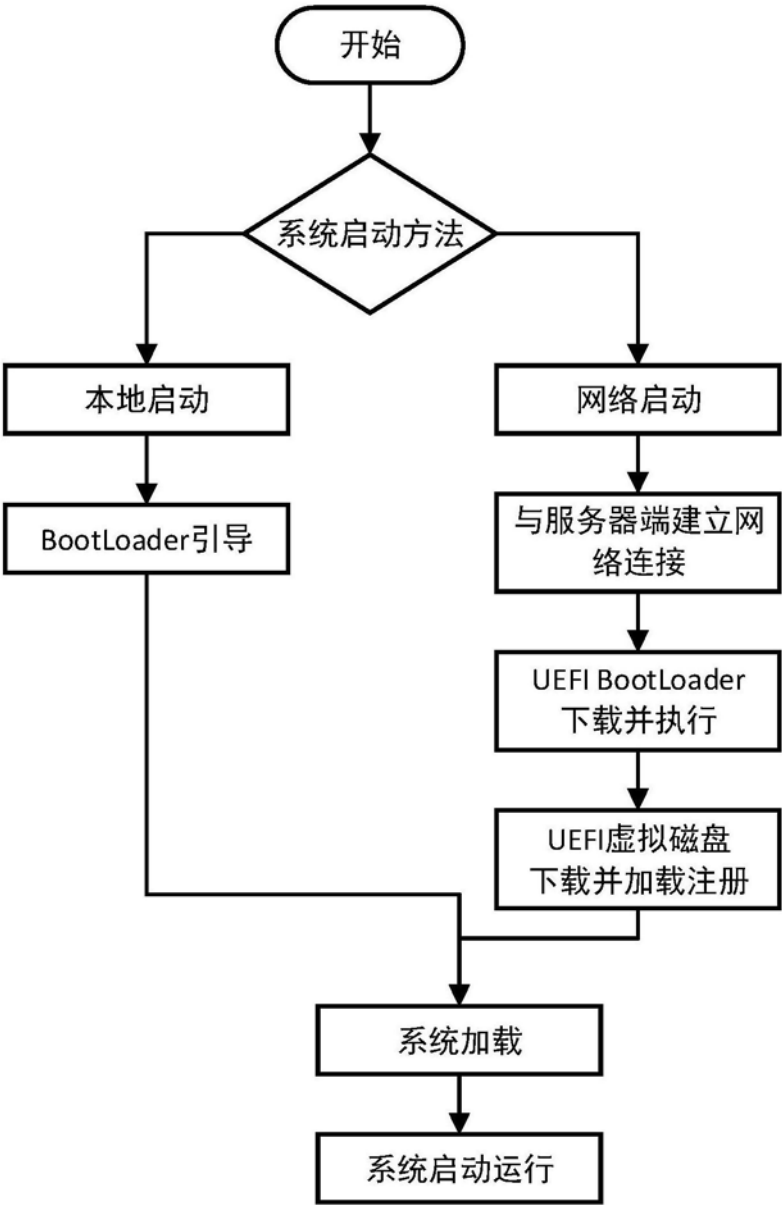 开始
系统启动方法
本地启动
BootLoader引导
网络启动
与服务器端建立网
络连接
UEFI BootLoader
下载并执行
UEFI虚拟磁盘
下载并加载注册
系统加载
系统启动运行